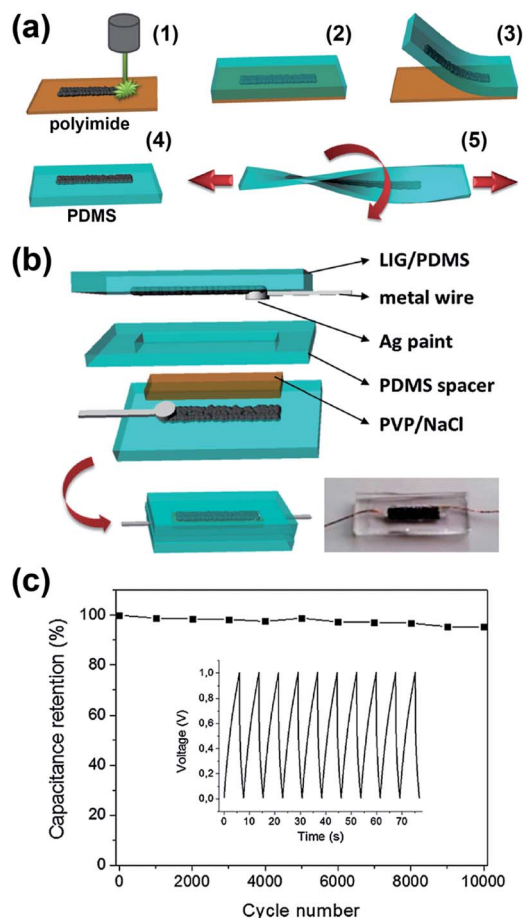 (a)
(1)
(2)
(3)
polyimide
(4)
(5)
PDMS
(b)
LIG/PDMS
metal wire
Ag paint
PDMS spacer
PVP/NaCl
(c)
Capacitance retention (%)
100
80
60
40
20
0
Voltage (V)
1,0
0,8
0,6
0,4
0,2
0,0
0 10 20 30 40 50 60 70
Time (s)
0 2000 4000 6000 8000 10000
Cycle number